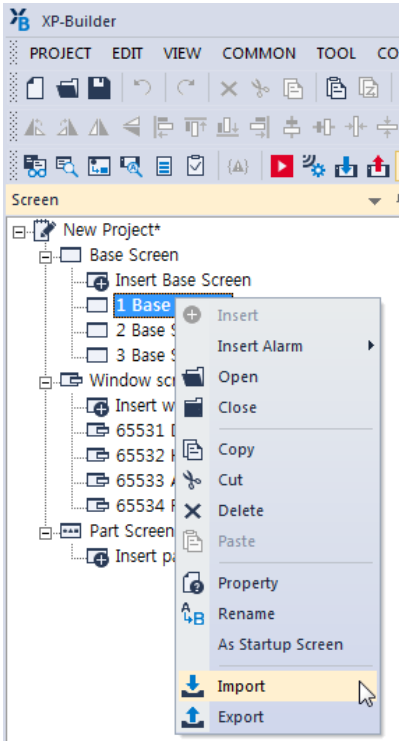 XP-Builder
PROJECT EDIT VIEW COMMON TOOL CO
Screen
New Project*
Base Screen
Insert Base Screen
1 Base
Insert
2 Base S
Insert Alarm
3 Base S
Open
Window scr
Close
Insert w
65531
65532
Copy
65533
Cut
65534
Delete
Part Screen
Paste
Insert pa
Property
Rename
As Startup Screen
Import
Export